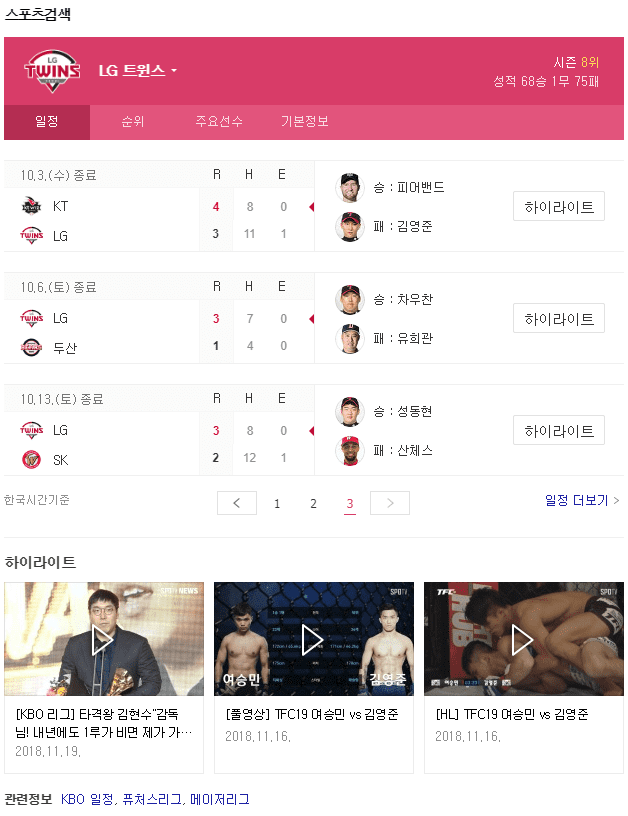 스포츠검색
LG TWINS LG 트윈스
시즌 8위
성적 68승 1무 75패
일정 순위 주요선수 기본정보
10.3.(수) 종료 R H E
KT 4 8 0
TWINS LG 3 11 1
승 : 피어밴드
패 : 김영준
하이라이트
10.6.(토) 종료 R H E
TWINS LG 3 7 0
두산 1 4 0
승 : 차우찬
패 : 유희관
하이라이트
10.13.(토) 종료 R H E
TWINS LG 3 8 0
SK 2 12 1
승 : 성동현
패 : 산체스
하이라이트
한국시간기준
< 1 2 3 >
일정 더보기 >
하이라이트
SPOTV NEWS
SPOTV
여승민 김영준
TFC SPOTV
[KBO 리그] 타격왕 김현수"감독
님! 내년에도 1루가 비면 제가 가…
2018.11.19.
[풀영상] TFC19 여승민 vs 김영준
2018.11.16.
[HL] TFC19 여승민 vs 김영준
2018.11.16.
관련정보 KBO 일정, 퓨처스리그, 메이저리그